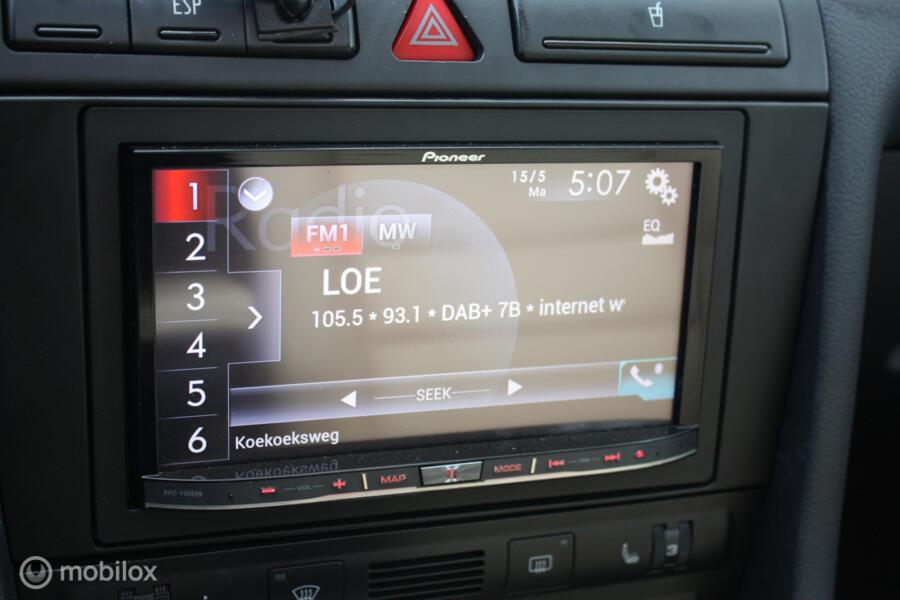 ESP
Pioneer
1
Radio
15/5
Ma
5:07
2
FM1
MW
EQ
3
LOE
105.5 * 93.1 * DAB+ 7B * internet w
4
5
SEEK
6
Koekoeksweg
VOL
MAP
MODE
3
mobilox